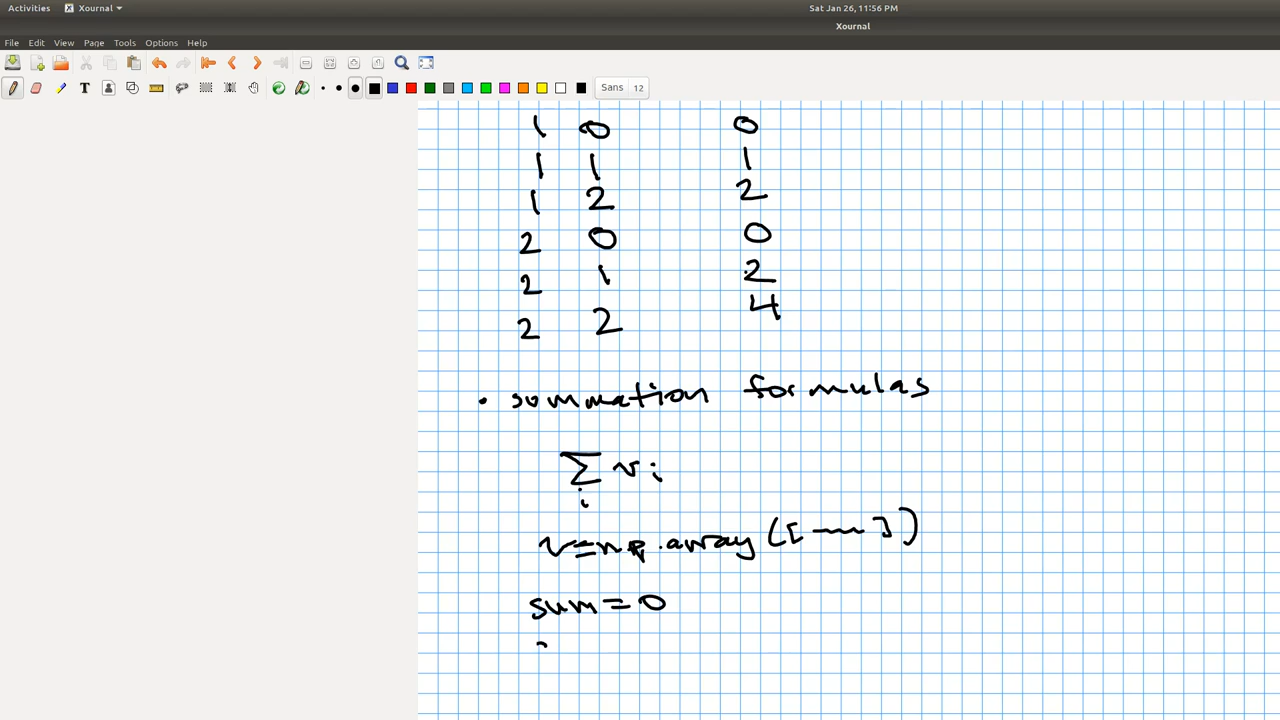 Activities Xournal Sat Jan 26, 11:56 PM
Xournal
File Edit View Page Tools Options Help
T Sans 12
1 0 0
1 1 1
1 2 2
2 0 0
2 1 2
2 2 4
• summation formulas
∑ vi
i
v=np.array([ — ])
sum=0